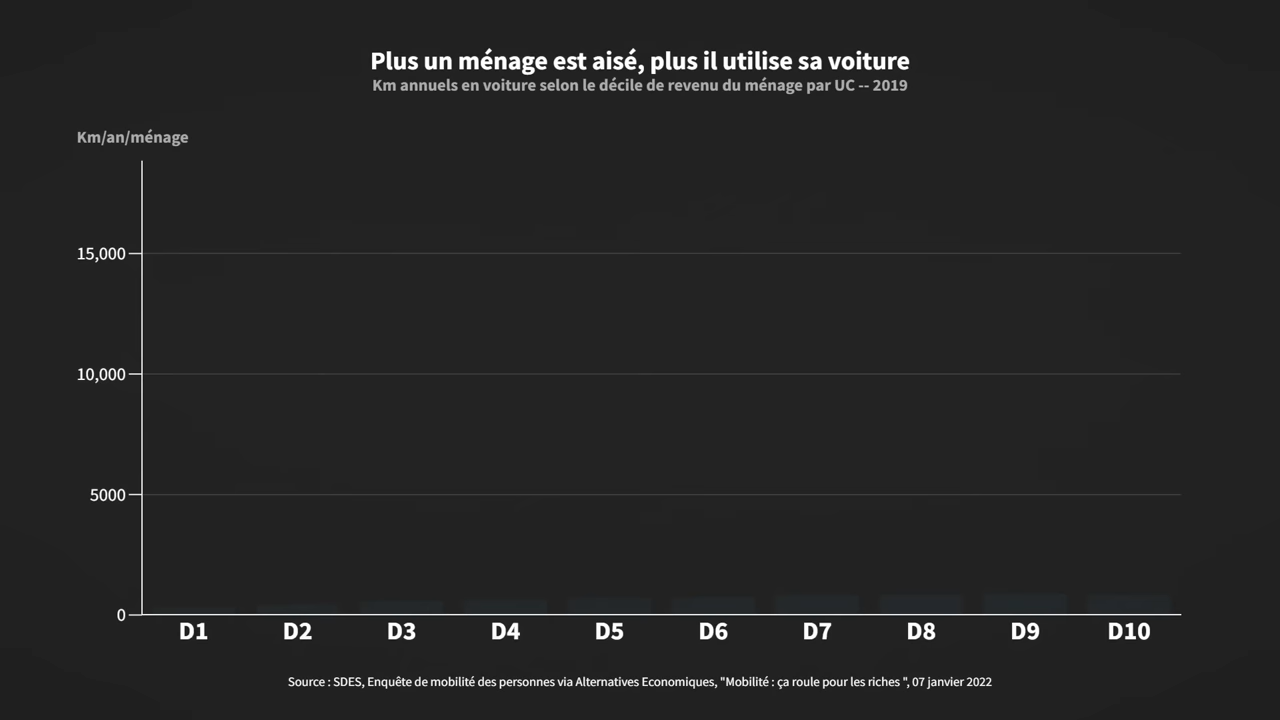 Plus un ménage est aisé, plus il utilise sa voiture
Km annuels en voiture selon le décile de revenu du ménage par UC -- 2019
Km/an/ménage
15,000
10,000
5000
0
D1 D2 D3 D4 D5 D6 D7 D8 D9 D10
Source : SDES, Enquête de mobilité des personnes via Alternatives Economiques, "Mobilité : ça roule pour les riches ", 07 janvier 2022